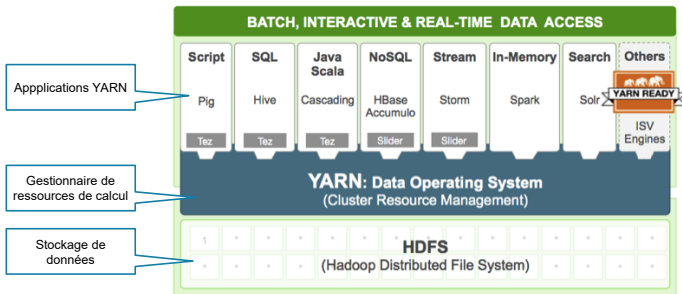 BATCH, INTERACTIVE & REAL-TIME DATA ACCESS
Script
SQL
Java
Scala
NoSQL
Stream
In-Memory
Search
Others
Appplications YARN
YARN READY
Pig
Hive
Cascading
HBase
Accumulo
Storm
Spark
Solr
ISV
Engines
Tez
Tez
Tez
Slider
Slider
Gestionnaire de
ressources de calcul
YARN: Data Operating System
(Cluster Resource Management)
Stockage de
données
HDFS
(Hadoop Distributed File System)